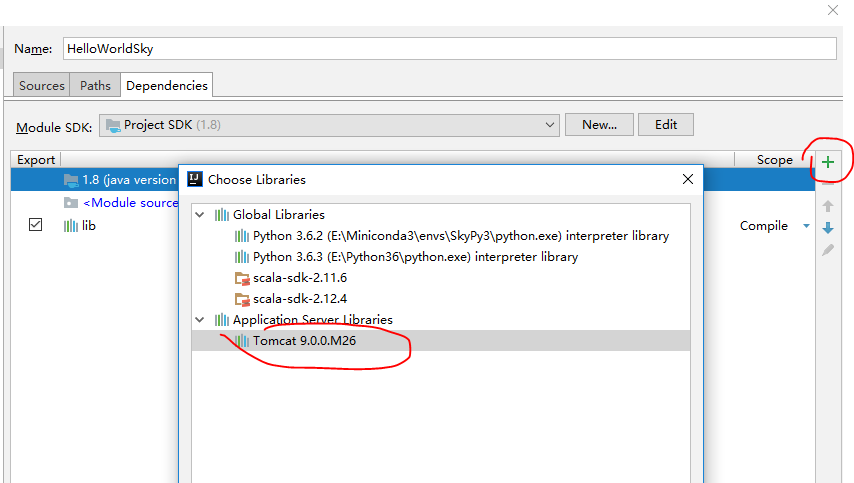 Name: HelloWorldSky
Sources Paths Dependencies
Module SDK: Project SDK (1.8) New... Edit
Export Scope
1.8 (java version
<Module source
lib Compile
IJ Choose Libraries
Global Libraries
Python 3.6.2 (E:\Miniconda3\envs\SkyPy3\python.exe) interpreter library
Python 3.6.3 (E:\Python36\python.exe) interpreter library
scala-sdk-2.11.6
scala-sdk-2.12.4
Application Server Libraries
Tomcat 9.0.0.M26